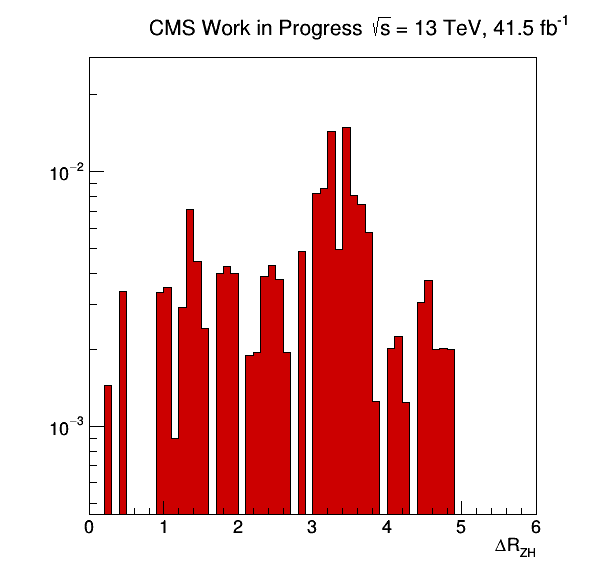 CMS Work in Progress √s = 13 TeV, 41.5 fb⁻¹
10⁻²
10⁻³
0 1 2 3 4 5 6
ΔR_ZH